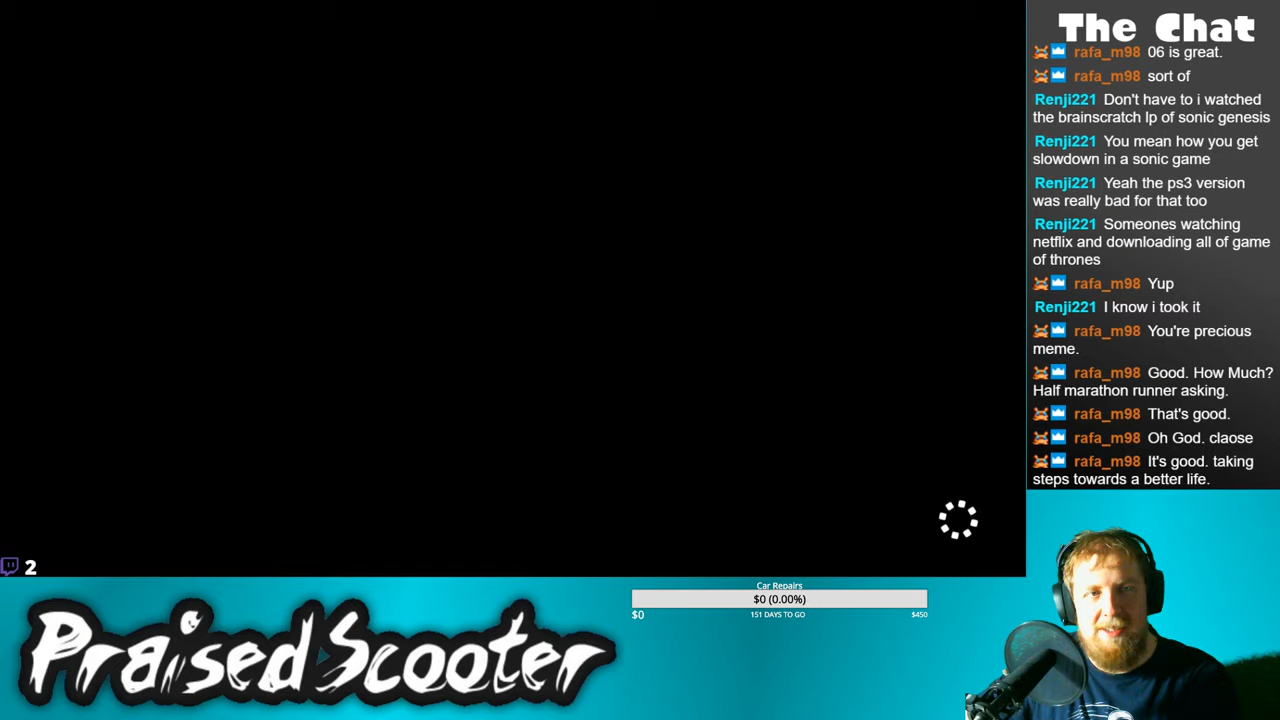 The Chat
rafa_m98 06 is great.
rafa_m98 sort of
Renji221 Don't have to i watched
the brainscratch lp of sonic genesis
Renji221 You mean how you get
slowdown in a sonic game
Renji221 Yeah the ps3 version
was really bad for that too
Renji221 Someones watching
netflix and downloading all of game
of thrones
rafa_m98 Yup
Renji221 I know i took it
rafa_m98 You're precious
meme.
rafa_m98 Good. How Much?
Half marathon runner asking.
rafa_m98 That's good.
rafa_m98 Oh God. claose
rafa_m98 It's good. taking
steps towards a better life.
2
Car Repairs
$0 (0.00%)
$0 151 DAYS TO GO $450
PraisedScooter